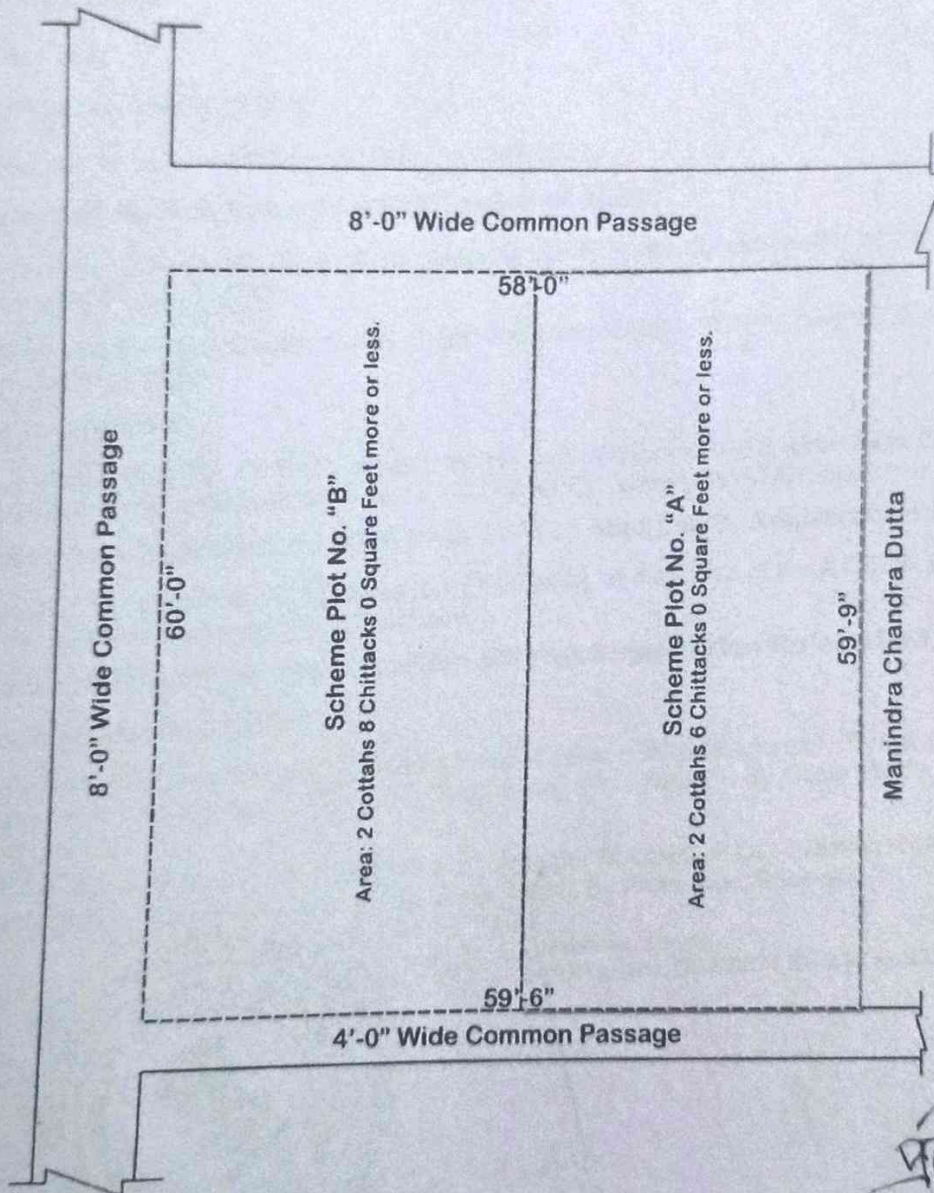 8'-0" Wide Common Passage
58'-0"
8'-0" Wide Common Passage
60'-0"
Scheme Plot No. "B"
Area: 2 Cottahs 8 Chittacks 0 Square Feet more or less.
Scheme Plot No. "A"
Area: 2 Cottahs 6 Chittacks 0 Square Feet more or less.
59'-9"
Manindra Chandra Dutta
59'-6"
4'-0" Wide Common Passage